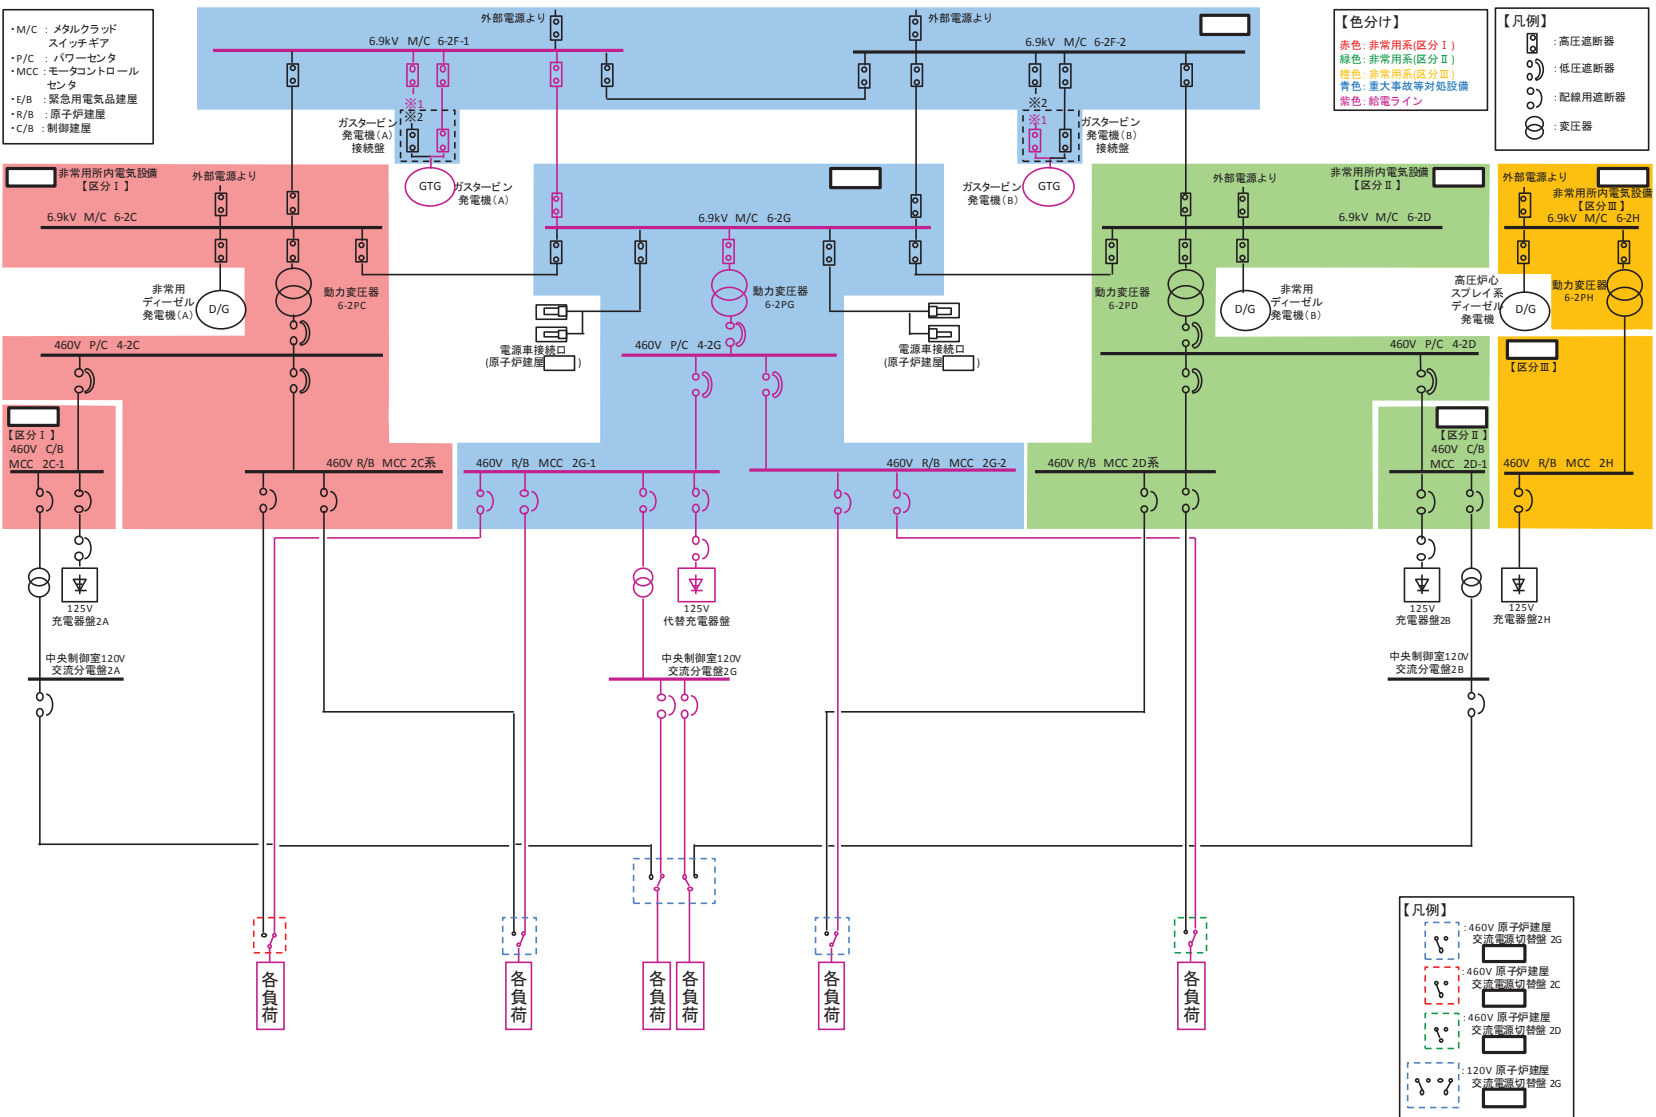 ・M/C ： メタルクラッド
スイッチギア
・P/C ： パワーセンタ
・MCC ： モータコントロール
センタ
・E/B ： 緊急用電気品建屋
・R/B ： 原子炉建屋
・C/B ： 制御建屋
外部電源より
外部電源より
6.9kV M/C 6-2F-1
6.9kV M/C 6-2F-2
【色分け】
赤色：非常用系(区分Ⅰ)
緑色：非常用系(区分Ⅱ)
橙色：非常用系(区分Ⅲ)
青色：重大事故等対処設備
紫色：給電ライン
【凡例】
：高圧遮断器
：低圧遮断器
：配線用遮断器
：変圧器
※1
※2
ガスタービン
発電機(A)
接続盤
GTG
ガスタービン
発電機(A)
※2
※1
ガスタービン
発電機(B)
接続盤
ガスタービン
発電機(B)
GTG
非常用所内電気設備
【区分Ⅰ】
外部電源より
6.9kV M/C 6-2C
非常用
ディーゼル
発電機(A)
D/G
動力変圧器
6-2PC
460V P/C 4-2C
6.9kV M/C 6-2G
動力変圧器
6-2PG
電源車接続口
(原子炉建屋 )
460V P/C 4-2G
電源車接続口
(原子炉建屋 )
外部電源より
非常用所内電気設備
【区分Ⅱ】
6.9kV M/C 6-2D
動力変圧器
6-2PD
D/G
非常用
ディーゼル
発電機(B)
460V P/C 4-2D
外部電源より
非常用所内電気設備
【区分Ⅲ】
6.9kV M/C 6-2H
高圧炉心
スプレイ系
ディーゼル
発電機
D/G
動力変圧器
6-2PH
【区分Ⅲ】
【区分Ⅰ】
460V C/B
MCC 2C-1
460V R/B MCC 2C系
460V R/B MCC 2G-1
460V R/B MCC 2G-2
460V R/B MCC 2D系
【区分Ⅱ】
460V C/B
MCC 2D-1
460V R/B MCC 2H
125V
充電器盤2A
125V
代替充電器盤
125V
充電器盤2B
125V
充電器盤2H
中央制御室120V
交流分電盤2A
中央制御室120V
交流分電盤2G
中央制御室120V
交流分電盤2B
各負荷
各負荷
各負荷
各負荷
各負荷
各負荷
【凡例】
：460V 原子炉建屋
交流電源切替盤 2G
：460V 原子炉建屋
交流電源切替盤 2C
：460V 原子炉建屋
交流電源切替盤 2D
：120V 原子炉建屋
交流電源切替盤 2G